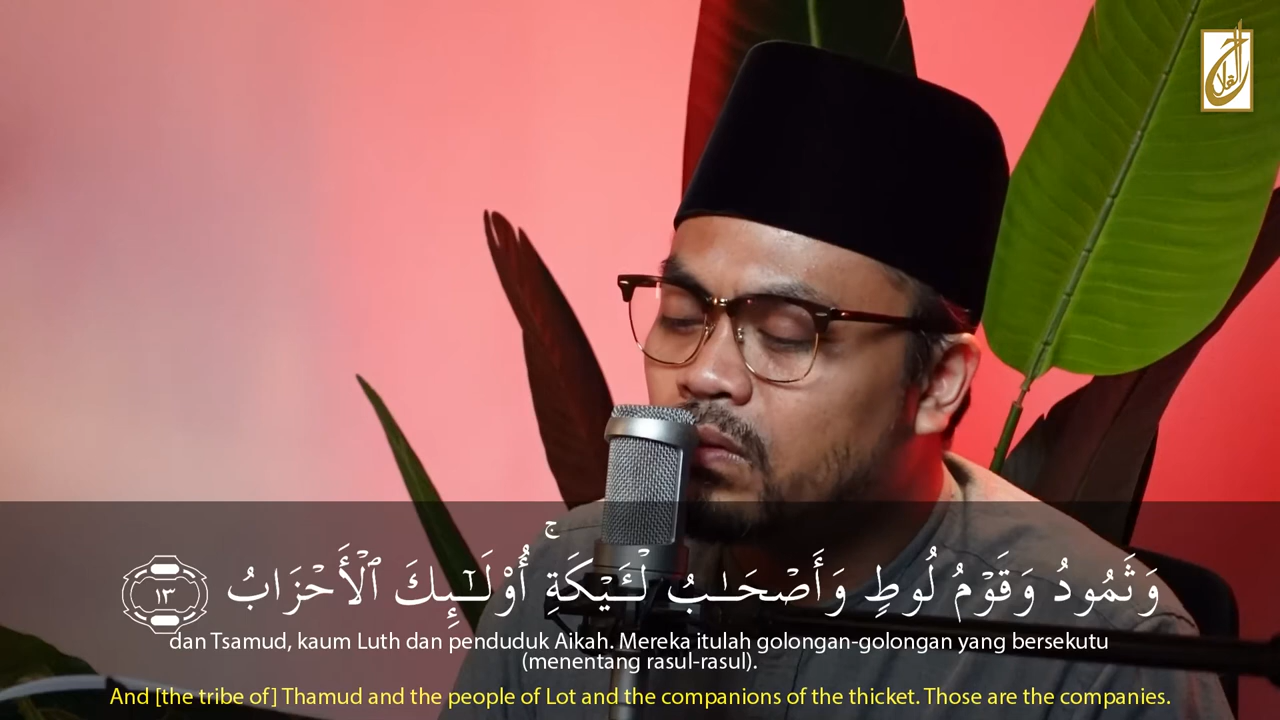 العلا
وَثَمُودُ وَقَوْمُ لُوطٍ وَأَصْحَـٰبُ لْـَٔيْكَةِ ۚ أُو۟لَـٰٓئِكَ ٱلْأَحْزَابُ ١٣
dan Tsamud, kaum Luth dan penduduk Aikah. Mereka itulah golongan-golongan yang bersekutu
(menentang rasul-rasul).
And [the tribe of] Thamud and the people of Lot and the companions of the thicket. Those are the companies.